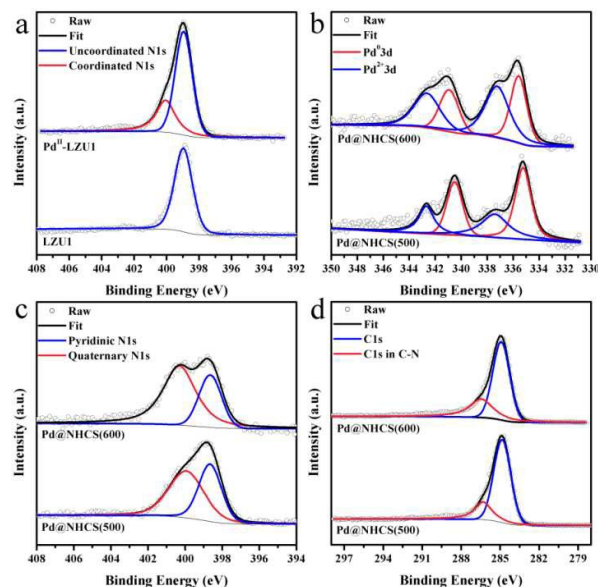 a
Raw
Fit
Uncoordinated N1s
Coordinated N1s
Pd^II-LZU1
LZU1
408 406 404 402 400 398 396 394 392
Binding Energy (eV)
Intensity (a.u.)
b
Raw
Fit
Pd^0 3d
Pd^2+ 3d
Pd@NHCS(600)
Pd@NHCS(500)
350 348 346 344 342 340 338 336 334 332 330
Binding Energy (eV)
Intensity (a.u.)
c
Raw
Fit
Pyridinic N1s
Quaternary N1s
Pd@NHCS(600)
Pd@NHCS(500)
408 406 404 402 400 398 396 394
Binding Energy (eV)
Intensity (a.u.)
d
Raw
Fit
C1s
C1s in C-N
Pd@NHCS(600)
Pd@NHCS(500)
297 294 291 288 285 282 279
Binding Energy (eV)
Intensity (a.u.)